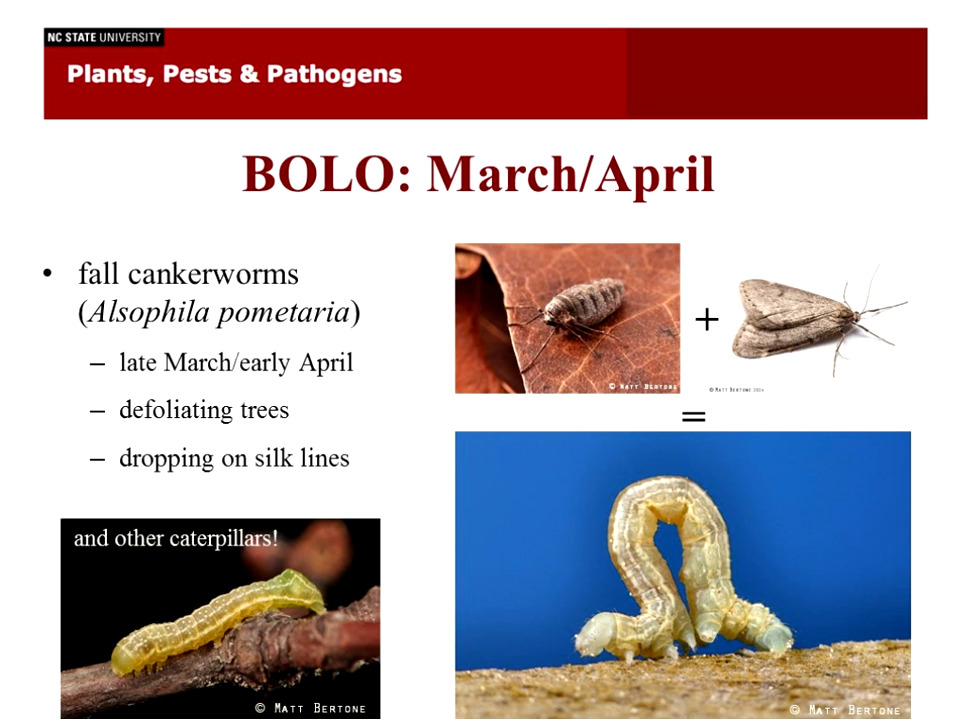 NC STATE UNIVERSITY
Plants, Pests & Pathogens
BOLO: March/April
• fall cankerworms
(Alsophila pometaria)
– late March/early April
– defoliating trees
– dropping on silk lines
and other caterpillars!
© Matt Bertone
© Matt Bertone
+
© Matt Bertone 2024
=
© Matt Bertone